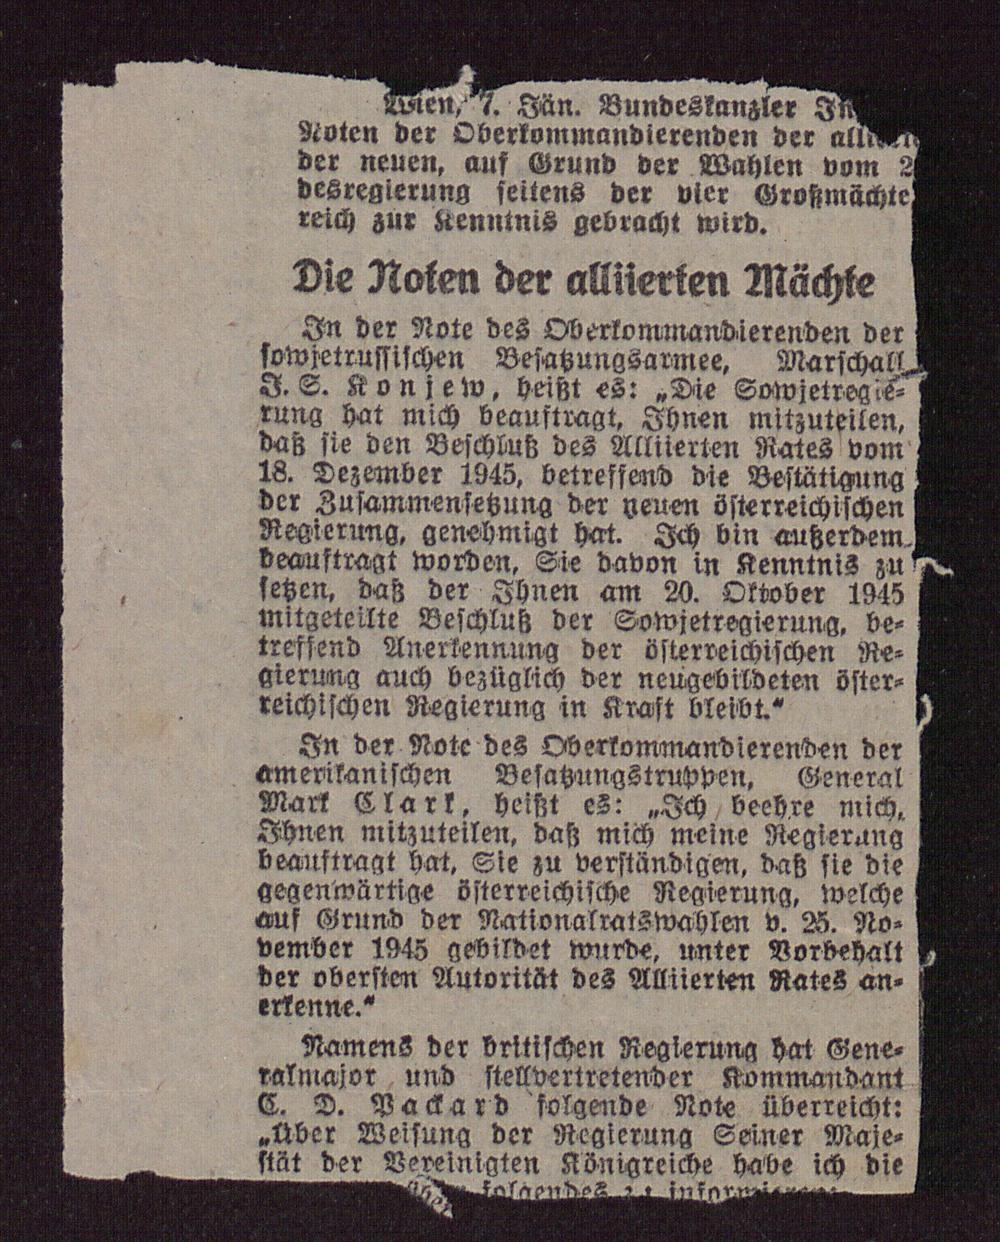 Wien, 7. Jän. Bundeskanzler
Noten der Oberkommandierenden der
der neuen, auf Grund der Wahlen vom 2
desregierung seitens der vier Großmächte
reich zur Kenntnis gebracht wird.
Die Noten der alliierten Mächte
In der Note des Oberkommandierenden der
sowjetrussischen Besatzungsarmee, Marschall
J. S. Konjew, heißt es: „Die Sowjetregie-
rung hat mich beauftragt, Ihnen mitzuteilen,
daß sie den Beschluß des Alliierten Rates vom
18. Dezember 1945, betreffend die Bestätigung
der Zusammensetzung der neuen österreichischen
Regierung, genehmigt hat. Ich bin außerdem
beauftragt worden, Sie davon in Kenntnis zu
setzen, daß der Ihnen am 20. Oktober 1945
mitgeteilte Beschluß der Sowjetregierung, be-
treffend Anerkennung der österreichischen Re-
gierung auch bezüglich der neugebildeten öster-
reichischen Regierung in Kraft bleibt."
In der Note des Oberkommandierenden der
amerikanischen Besatzungstruppen, General
Mark Clark, heißt es: „Ich beehre mich,
Ihnen mitzuteilen, daß mich meine Regierung
beauftragt hat, Sie zu verständigen, daß sie die
gegenwärtige österreichische Regierung, welche
auf Grund der Nationalratswahlen v. 25. No-
vember 1945 gebildet wurde, unter Vorbehalt
der obersten Autorität des Alliierten Rates an-
erkenne."
Namens der britischen Regierung hat Gene-
ralmajor und stellvertretender Kommandant
C. D. Packard folgende Note überreicht:
„Über Weisung der Regierung Seiner Maje-
stät der Vereinigten Königreiche habe ich die
folgendes zu informieren: